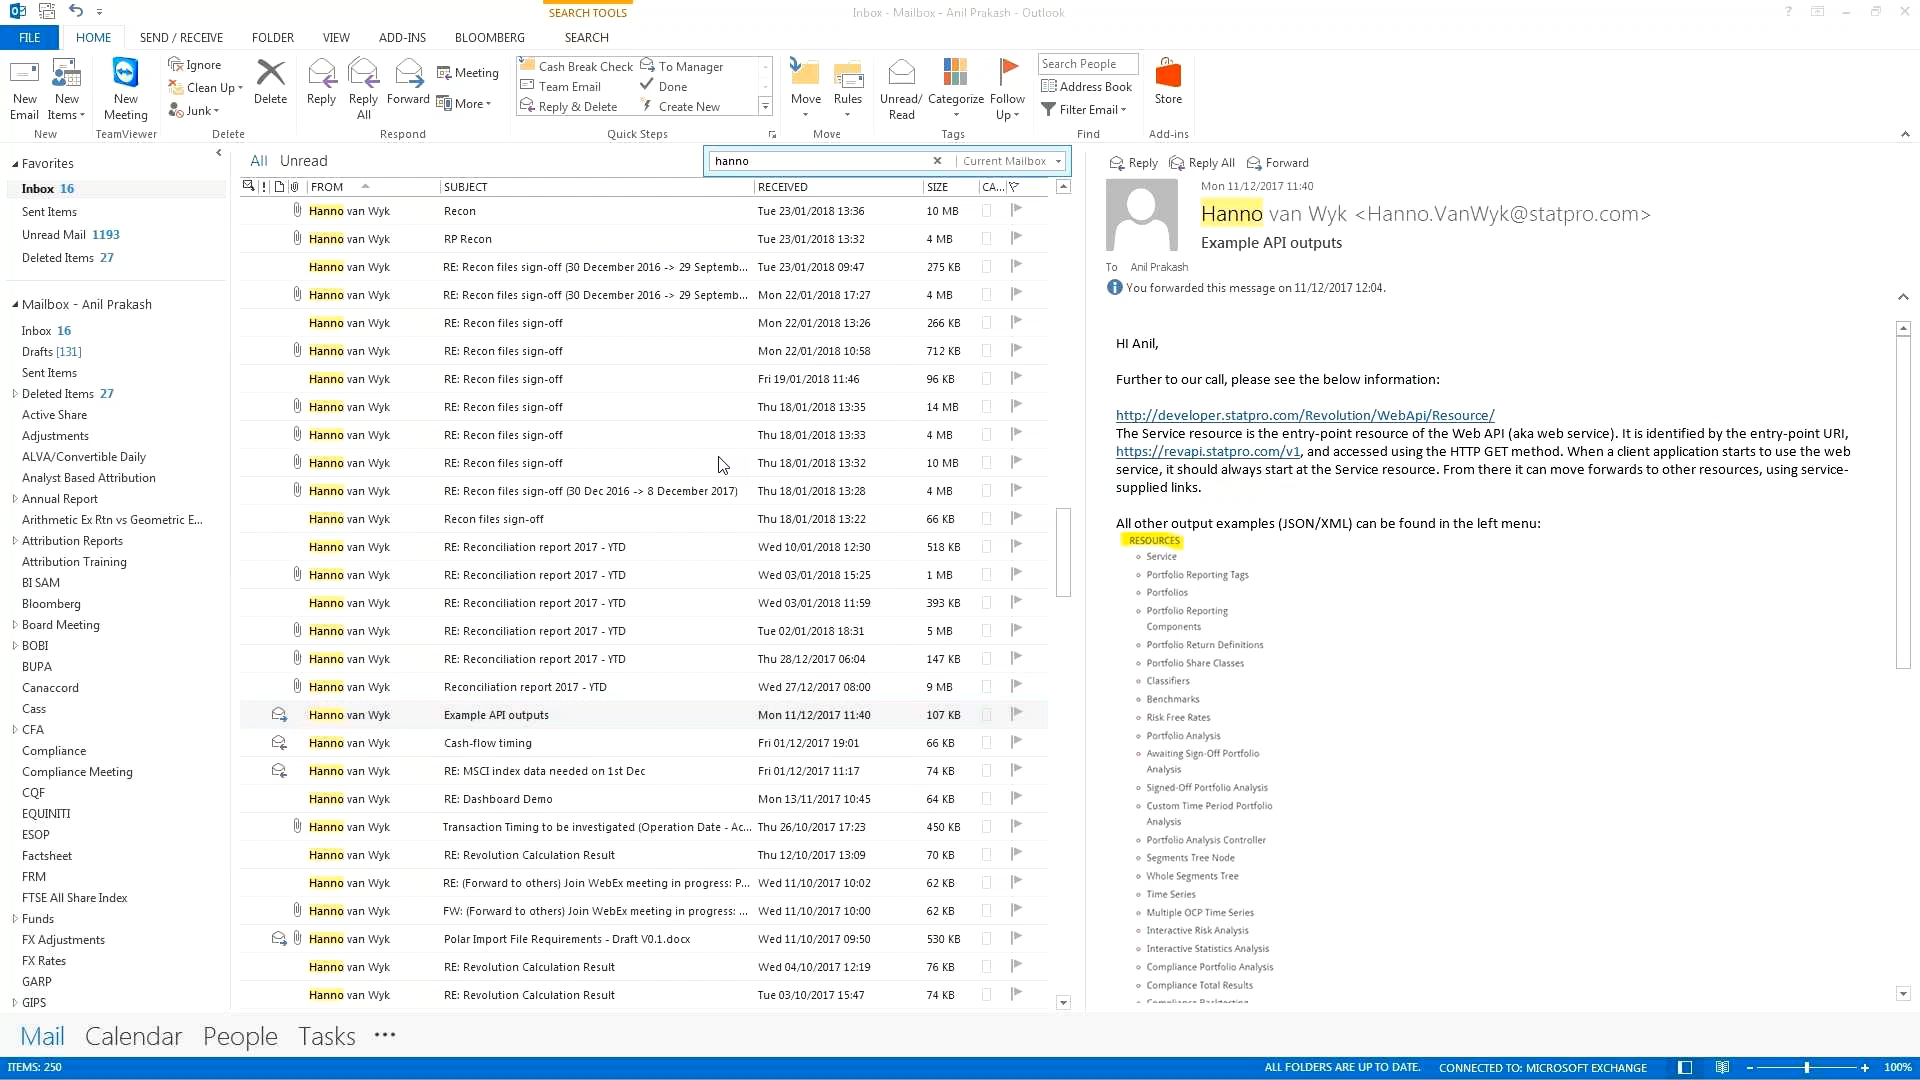 SEARCH TOOLS
Inbox - Mailbox - Anil Prakash - Outlook
FILE HOME SEND / RECEIVE FOLDER VIEW ADD-INS BLOOMBERG SEARCH
New Email
New Items
New
New Meeting
TeamViewer
Ignore
Clean Up
Junk
Delete
Delete
Reply
Reply All
Forward
Meeting
More
Respond
Cash Break Check
Team Email
Reply & Delete
To Manager
Done
Create New
Quick Steps
Move
Rules
Move
Unread/ Read
Categorize
Follow Up
Tags
Search People
Address Book
Filter Email
Find
Store
Add-ins
Favorites
Inbox 16
Sent Items
Unread Mail 1193
Deleted Items 27
Mailbox - Anil Prakash
Inbox 16
Drafts [131]
Sent Items
Deleted Items 27
Active Share
Adjustments
ALVA/Convertible Daily
Analyst Based Attribution
Annual Report
Arithmetic Ex Rtn vs Geometric E...
Attribution Reports
Attribution Training
BI SAM
Bloomberg
Board Meeting
BOBI
BUPA
Canaccord
Cass
CFA
Compliance
Compliance Meeting
CQF
EQUINITI
ESOP
Factsheet
FRM
FTSE All Share Index
Funds
FX Adjustments
FX Rates
GARP
GIPS
All Unread
hanno Current Mailbox
! FROM SUBJECT RECEIVED SIZE CA...
Hanno van Wyk Recon Tue 23/01/2018 13:36 10 MB
Hanno van Wyk RP Recon Tue 23/01/2018 13:32 4 MB
Hanno van Wyk RE: Recon files sign-off (30 December 2016 -> 29 Septemb... Tue 23/01/2018 09:47 275 KB
Hanno van Wyk RE: Recon files sign-off (30 December 2016 -> 29 Septemb... Mon 22/01/2018 17:27 4 MB
Hanno van Wyk RE: Recon files sign-off Mon 22/01/2018 13:26 266 KB
Hanno van Wyk RE: Recon files sign-off Mon 22/01/2018 10:58 712 KB
Hanno van Wyk RE: Recon files sign-off Fri 19/01/2018 11:46 96 KB
Hanno van Wyk RE: Recon files sign-off Thu 18/01/2018 13:35 14 MB
Hanno van Wyk RE: Recon files sign-off Thu 18/01/2018 13:33 4 MB
Hanno van Wyk RE: Recon files sign-off Thu 18/01/2018 13:32 10 MB
Hanno van Wyk RE: Recon files sign-off (30 Dec 2016 -> 8 December 2017) Thu 18/01/2018 13:28 4 MB
Hanno van Wyk Recon files sign-off Thu 18/01/2018 13:22 66 KB
Hanno van Wyk RE: Reconciliation report 2017 - YTD Wed 10/01/2018 12:30 518 KB
Hanno van Wyk RE: Reconciliation report 2017 - YTD Wed 03/01/2018 15:25 1 MB
Hanno van Wyk RE: Reconciliation report 2017 - YTD Wed 03/01/2018 11:59 393 KB
Hanno van Wyk RE: Reconciliation report 2017 - YTD Tue 02/01/2018 18:31 5 MB
Hanno van Wyk RE: Reconciliation report 2017 - YTD Thu 28/12/2017 06:04 147 KB
Hanno van Wyk Reconciliation report 2017 - YTD Wed 27/12/2017 08:00 9 MB
Hanno van Wyk Example API outputs Mon 11/12/2017 11:40 107 KB
Hanno van Wyk Cash-flow timing Fri 01/12/2017 19:01 66 KB
Hanno van Wyk RE: MSCI index data needed on 1st Dec Fri 01/12/2017 11:17 74 KB
Hanno van Wyk RE: Dashboard Demo Mon 13/11/2017 10:45 64 KB
Hanno van Wyk Transaction Timing to be investigated (Operation Date - Ac... Thu 26/10/2017 17:23 450 KB
Hanno van Wyk RE: Revolution Calculation Result Thu 12/10/2017 13:09 70 KB
Hanno van Wyk RE: (Forward to others) Join WebEx meeting in progress: P... Wed 11/10/2017 10:02 62 KB
Hanno van Wyk FW: (Forward to others) Join WebEx meeting in progress: ... Wed 11/10/2017 10:00 62 KB
Hanno van Wyk Polar Import File Requirements - Draft V0.1.docx Wed 11/10/2017 09:50 530 KB
Hanno van Wyk RE: Revolution Calculation Result Wed 04/10/2017 12:19 76 KB
Hanno van Wyk RE: Revolution Calculation Result Tue 03/10/2017 15:47 74 KB
Reply Reply All Forward
Mon 11/12/2017 11:40
Hanno van Wyk <Hanno.VanWyk@statpro.com>
Example API outputs
To Anil Prakash
You forwarded this message on 11/12/2017 12:04.
HI Anil,
Further to our call, please see the below information:
http://developer.statpro.com/Revolution/WebApi/Resource/
The Service resource is the entry-point resource of the Web API (aka web service). It is identified by the entry-point URI,
https://revapi.statpro.com/v1, and accessed using the HTTP GET method. When a client application starts to use the web
service, it should always start at the Service resource. From there it can move forwards to other resources, using service-
supplied links.
All other output examples (JSON/XML) can be found in the left menu:
RESOURCES
Service
Portfolio Reporting Tags
Portfolios
Portfolio Reporting
Components
Portfolio Return Definitions
Portfolio Share Classes
Classifiers
Benchmarks
Risk Free Rates
Portfolio Analysis
Awaiting Sign-Off Portfolio
Analysis
Signed-Off Portfolio Analysis
Custom Time Period Portfolio
Analysis
Portfolio Analysis Controller
Segments Tree Node
Whole Segments Tree
Time Series
Multiple OCP Time Series
Interactive Risk Analysis
Interactive Statistics Analysis
Compliance Portfolio Analysis
Compliance Total Results
Mail Calendar People Tasks ...
ITEMS: 250
ALL FOLDERS ARE UP TO DATE. CONNECTED TO: MICROSOFT EXCHANGE 100%